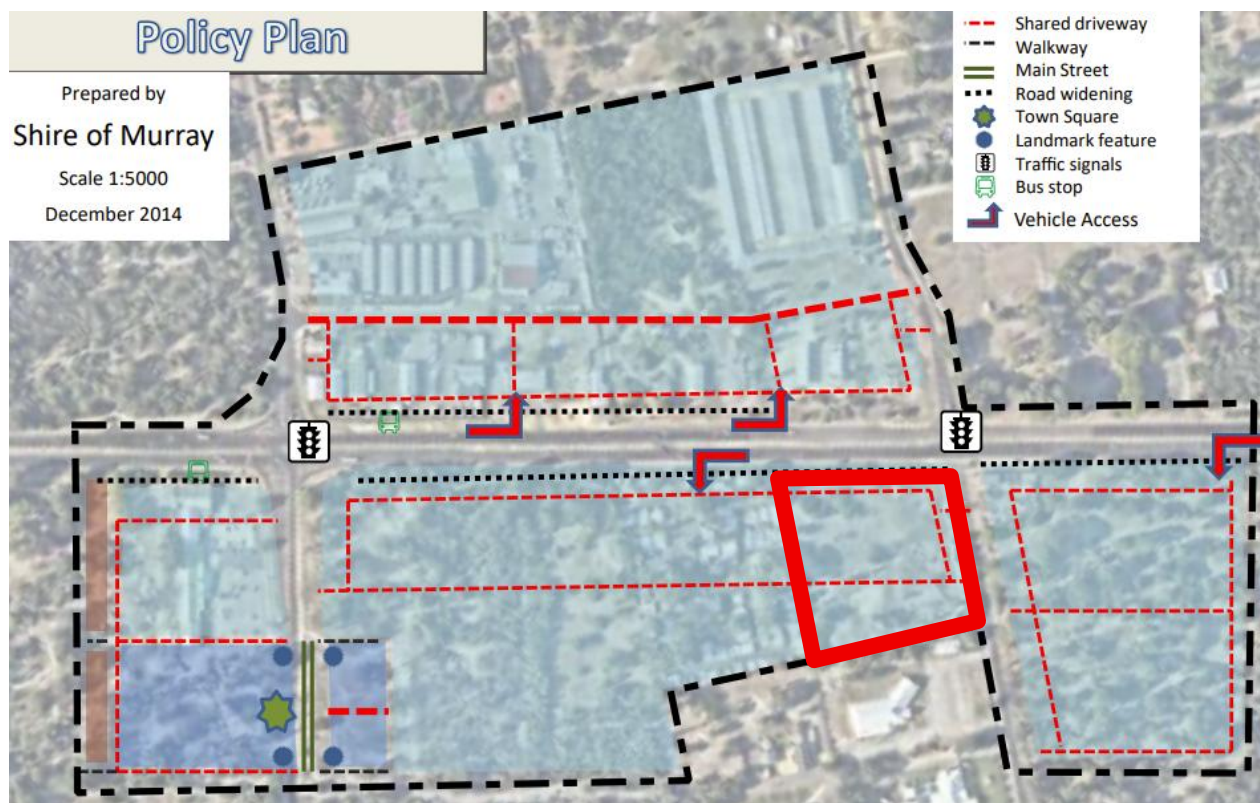 Policy Plan
Prepared by
Shire of Murray
Scale 1:5000
December 2014
Shared driveway
Walkway
Main Street
Road widening
Town Square
Landmark feature
Traffic signals
Bus stop
Vehicle Access